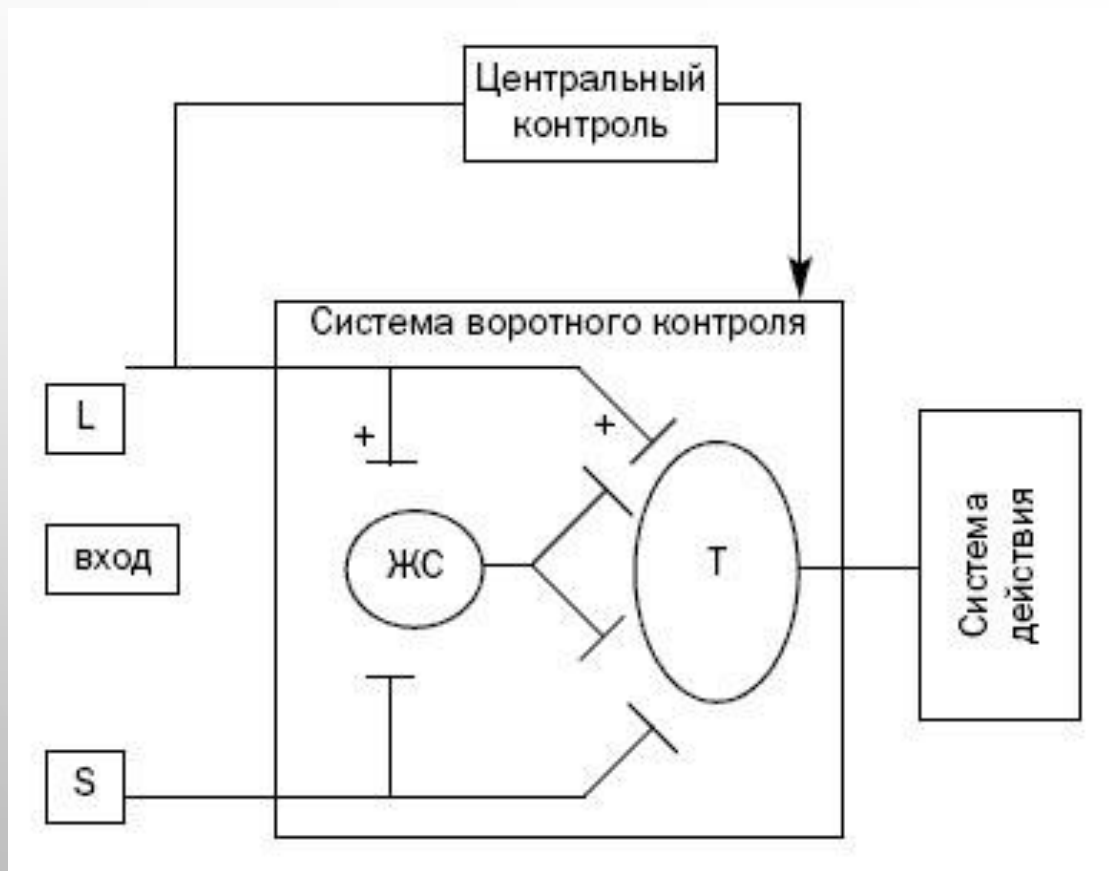 Центральный
контроль
Система воротного контроля
L
+
+
вход
ЖС
Т
Система
действия
S